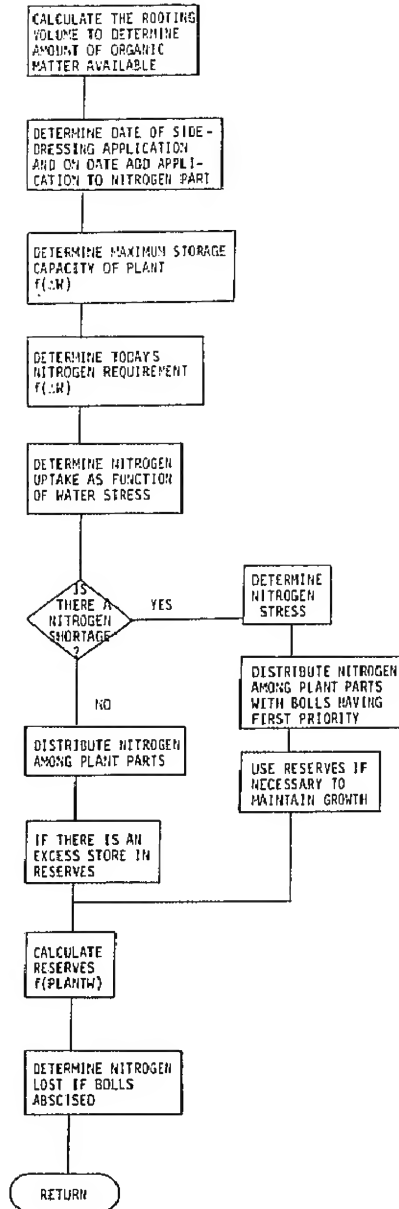 CALCULATE THE ROOTING
VOLUME TO DETERMINE
AMOUNT OF ORGANIC
MATTER AVAILABLE
DETERMINE DATE OF SIDE-
DRESSING APPLICATION
AND ON DATE ADD APPLI-
CATION TO NITROGEN PART
DETERMINE MAXIMUM STORAGE
CAPACITY OF PLANT
f(△W)
DETERMINE TODAYS
NITROGEN REQUIREMENT
f(△W)
DETERMINE NITROGEN
UPTAKE AS FUNCTION
OF WATER STRESS
IS
THERE A
NITROGEN
SHORTAGE
?
YES
DETERMINE
NITROGEN
STRESS
DISTRIBUTE NITROGEN
AMONG PLANT PARTS
WITH BOLLS HAVING
FIRST PRIORITY
USE RESERVES IF
NECESSARY TO
MAINTAIN GROWTH
NO
DISTRIBUTE NITROGEN
AMONG PLANT PARTS
IF THERE IS AN
EXCESS STORE IN
RESERVES
CALCULATE
RESERVES
f(PLANTW)
DETERMINE NITROGEN
LOST IF BOLLS
ABSCISED
RETURN